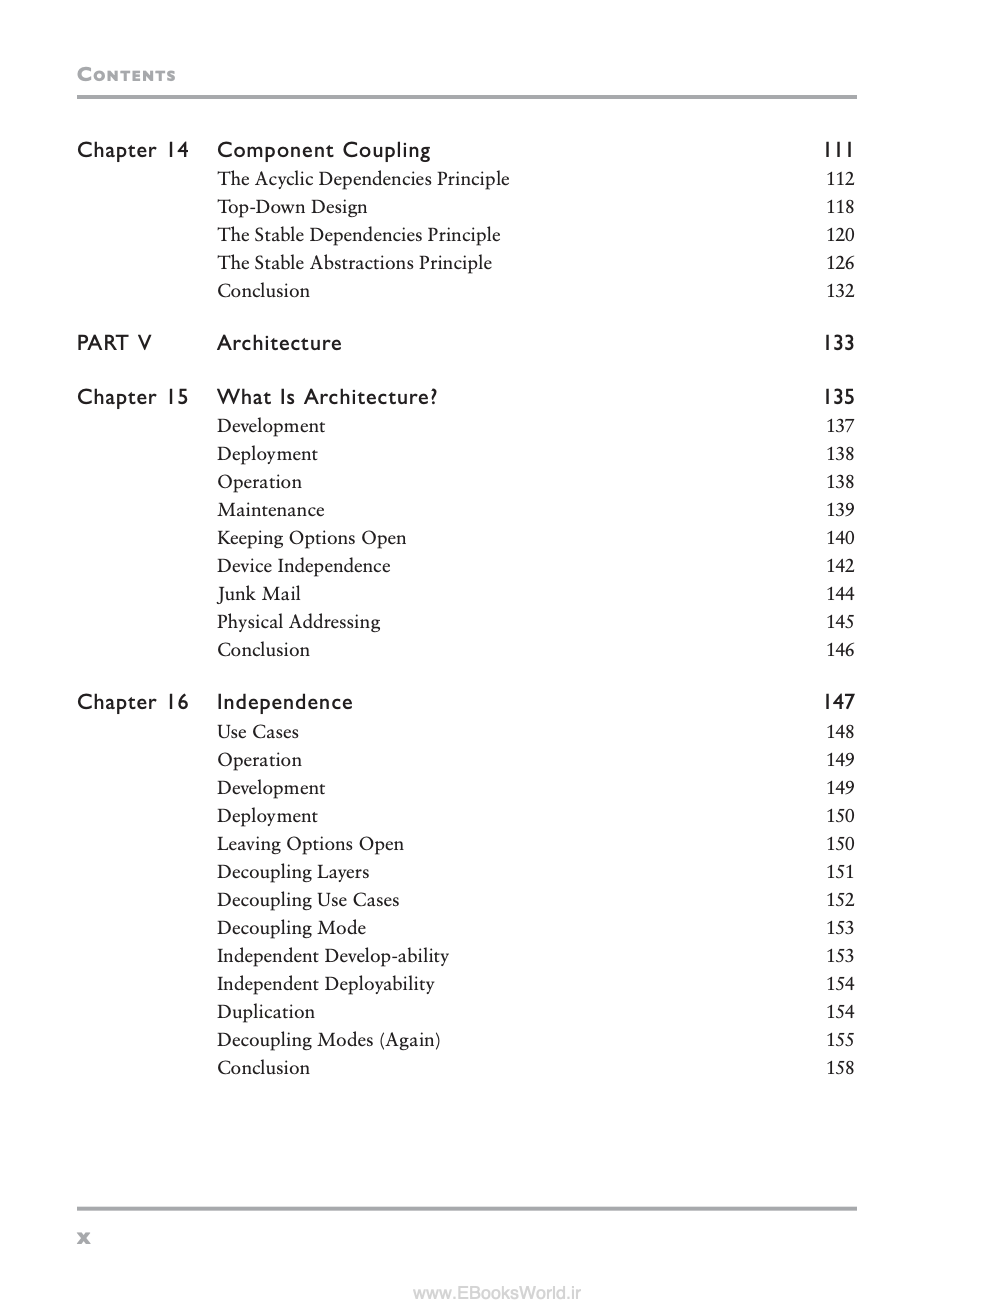 CONTENTS
Chapter 14 Component Coupling 111
The Acyclic Dependencies Principle 112
Top-Down Design 118
The Stable Dependencies Principle 120
The Stable Abstractions Principle 126
Conclusion 132
PART V Architecture 133
Chapter 15 What Is Architecture? 135
Development 137
Deployment 138
Operation 138
Maintenance 139
Keeping Options Open 140
Device Independence 142
Junk Mail 144
Physical Addressing 145
Conclusion 146
Chapter 16 Independence 147
Use Cases 148
Operation 149
Development 149
Deployment 150
Leaving Options Open 150
Decoupling Layers 151
Decoupling Use Cases 152
Decoupling Mode 153
Independent Develop-ability 153
Independent Deployability 154
Duplication 154
Decoupling Modes (Again) 155
Conclusion 158
x
www.EBooksWorld.ir